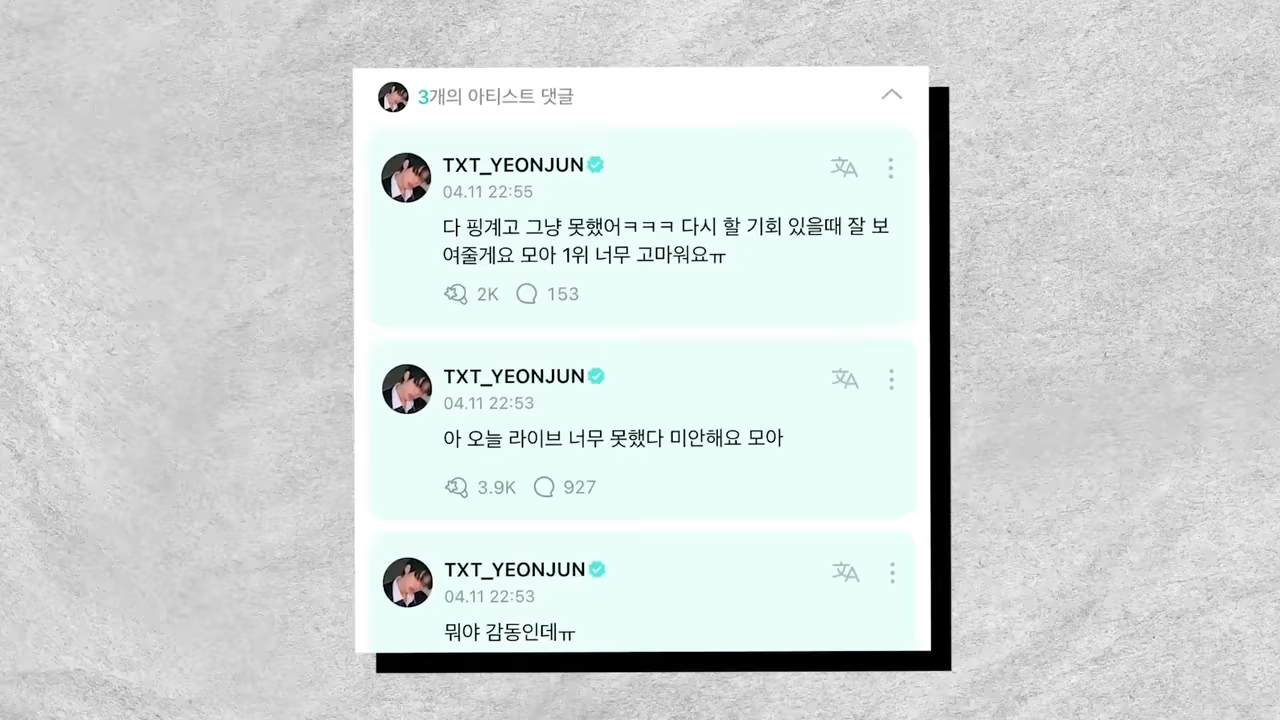 3개의 아티스트 댓글
TXT_YEONJUN
04.11 22:55
다 핑계고 그냥 못했어ㅋㅋㅋ 다시 할 기회 있을때 잘 보
여줄게요 모아 1위 너무 고마워요ㅠ
2K 153
TXT_YEONJUN
04.11 22:53
아 오늘 라이브 너무 못했다 미안해요 모아
3.9K 927
TXT_YEONJUN
04.11 22:53
뭐야 감동인데ㅠ